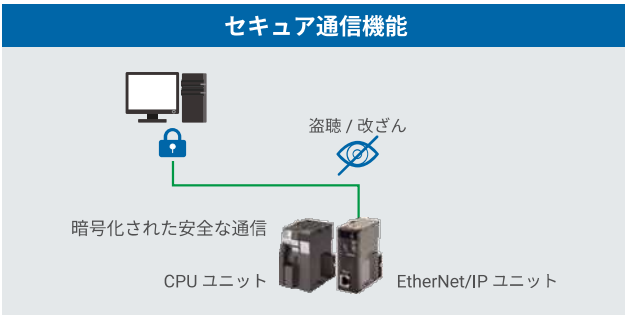 セキュア通信機能
盗聴 / 改ざん
暗号化された安全な通信
CPU ユニット
EtherNet/IP ユニット